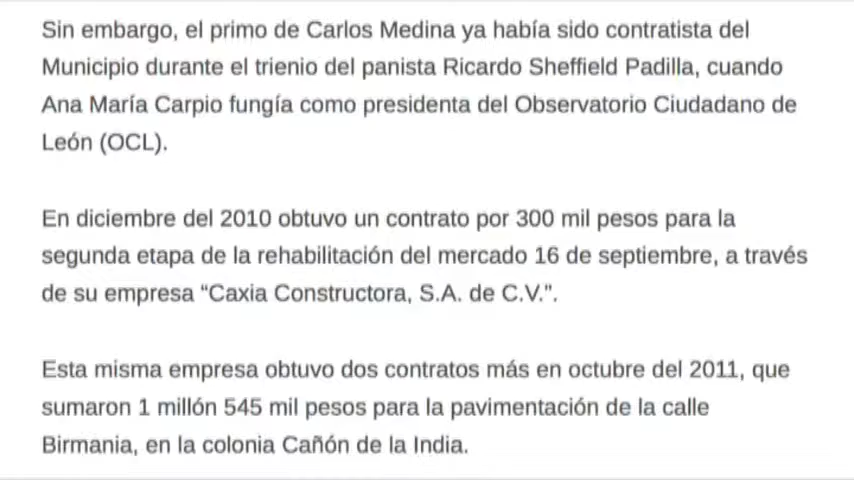 Sin embargo, el primo de Carlos Medina ya había sido contratista del
Municipio durante el trienio del panista Ricardo Sheffield Padilla, cuando
Ana María Carpio fungía como presidenta del Observatorio Ciudadano de
León (OCL).
En diciembre del 2010 obtuvo un contrato por 300 mil pesos para la
segunda etapa de la rehabilitación del mercado 16 de septiembre, a través
de su empresa “Caxia Constructora, S.A. de C.V.”.
Esta misma empresa obtuvo dos contratos más en octubre del 2011, que
sumaron 1 millón 545 mil pesos para la pavimentación de la calle
Birmania, en la colonia Cañón de la India.